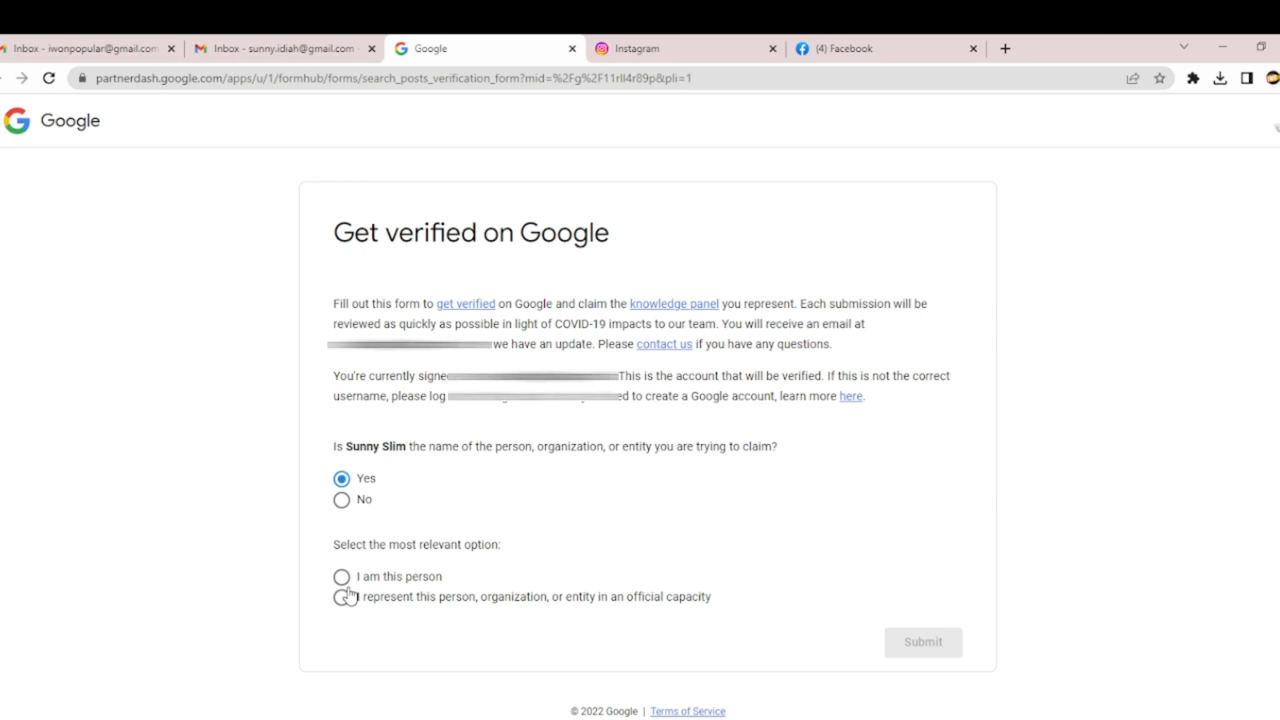 Inbox - iwonpopular@gmail.com
Inbox - sunny.idiah@gmail.com
Google
Instagram
(4) Facebook
partnerdash.google.com/apps/u/1/formhub/forms/search_posts_verification_form?mid=%2Fg%2F11rll4r89p&pli=1
Google
Get verified on Google
Fill out this form to get verified on Google and claim the knowledge panel you represent. Each submission will be
reviewed as quickly as possible in light of COVID-19 impacts to our team. You will receive an email at
we have an update. Please contact us if you have any questions.
You're currently signe This is the account that will be verified. If this is not the correct
username, please log ed to create a Google account, learn more here.
Is Sunny Slim the name of the person, organization, or entity you are trying to claim?
Yes
No
Select the most relevant option:
I am this person
I represent this person, organization, or entity in an official capacity
Submit
© 2022 Google | Terms of Service